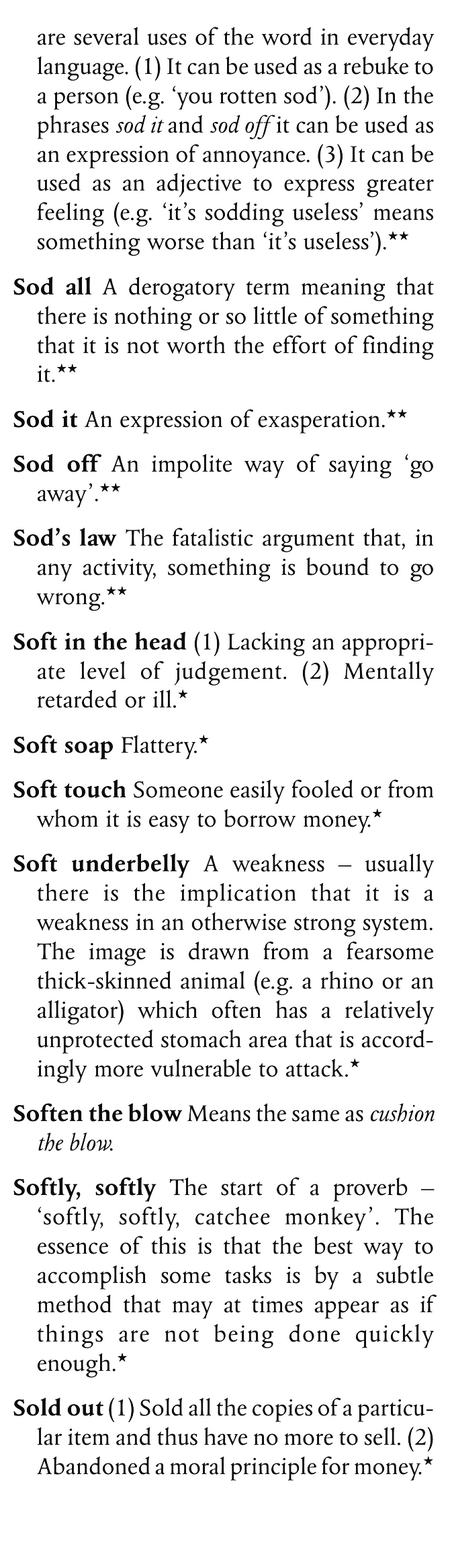 are several uses of the word in everyday
language. (1) It can be used as a rebuke to
a person (e.g. ‘you rotten sod’). (2) In the
phrases sod it and sod off it can be used as
an expression of annoyance. (3) It can be
used as an adjective to express greater
feeling (e.g. ‘it’s sodding useless’ means
something worse than ‘it’s useless’).★★
Sod all A derogatory term meaning that
there is nothing or so little of something
that it is not worth the effort of finding
it.★★
Sod it An expression of exasperation.★★
Sod off An impolite way of saying ‘go
away’.★★
Sod’s law The fatalistic argument that, in
any activity, something is bound to go
wrong.★★
Soft in the head (1) Lacking an appropri-
ate level of judgement. (2) Mentally
retarded or ill.★
Soft soap Flattery.★
Soft touch Someone easily fooled or from
whom it is easy to borrow money.★
Soft underbelly A weakness – usually
there is the implication that it is a
weakness in an otherwise strong system.
The image is drawn from a fearsome
thick-skinned animal (e.g. a rhino or an
alligator) which often has a relatively
unprotected stomach area that is accord-
ingly more vulnerable to attack.★
Soften the blow Means the same as cushion
the blow.
Softly, softly The start of a proverb –
‘softly, softly, catchee monkey’. The
essence of this is that the best way to
accomplish some tasks is by a subtle
method that may at times appear as if
things are not being done quickly
enough.★
Sold out (1) Sold all the copies of a particu-
lar item and thus have no more to sell. (2)
Abandoned a moral principle for money.★